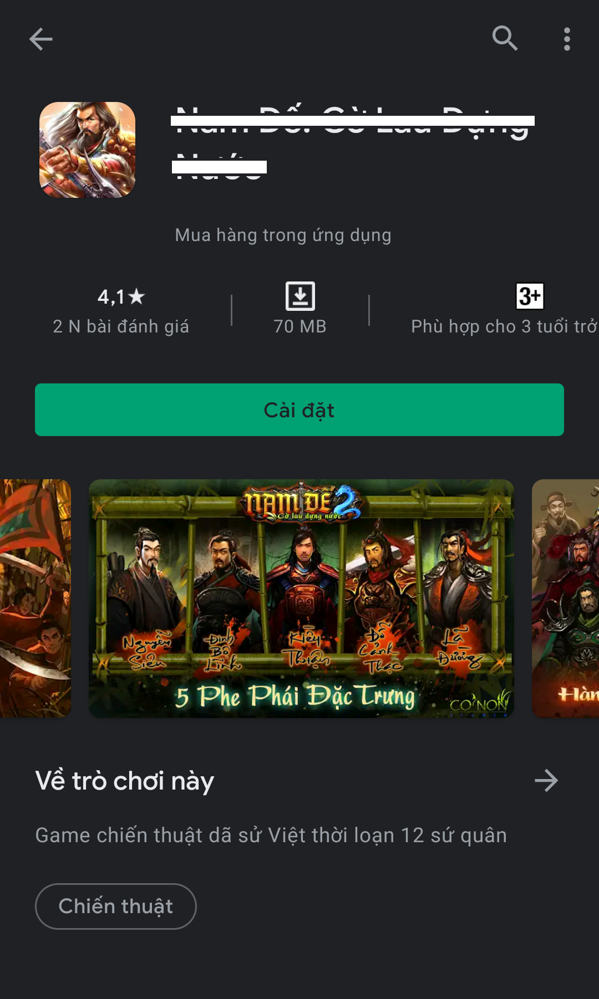 Mua hàng trong ứng dụng
4,1★
2 N bài đánh giá
70 MB
3+
Phù hợp cho 3 tuổi trở
Cài đặt
NAM ĐẾ 2
Cờ lau dựng nước
Nguyễn Siêu
Đinh Bộ Lĩnh
Kiều Thuận
Đỗ Cảnh Thạc
Lã Đường
5 Phe Phái Đặc Trưng
CỎ NON
studio
Hàn
Về trò chơi này
Game chiến thuật dã sử Việt thời loạn 12 sứ quân
Chiến thuật